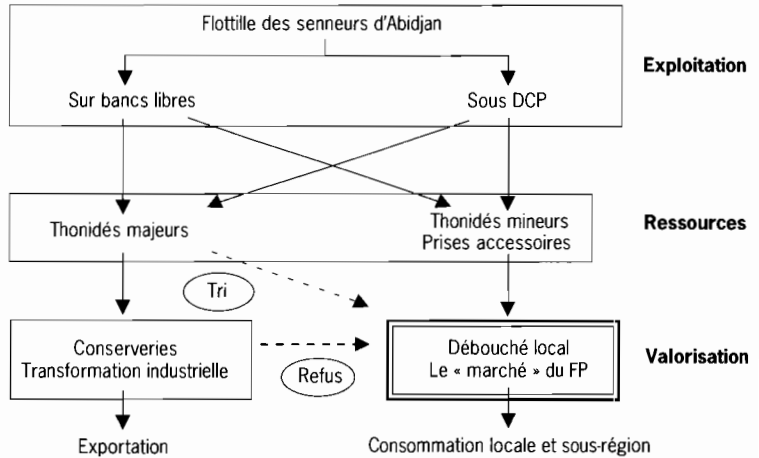 Flottille des senneurs d'Abidjan
Exploitation
Sur bancs libres
Sous DCP
Thonidés majeurs
Thonidés mineurs
Prises accessoires
Ressources
Tri
Conserveries
Transformation industrielle
Refus
Débouché local
Le « marché » du FP
Valorisation
Exportation
Consommation locale et sous-région